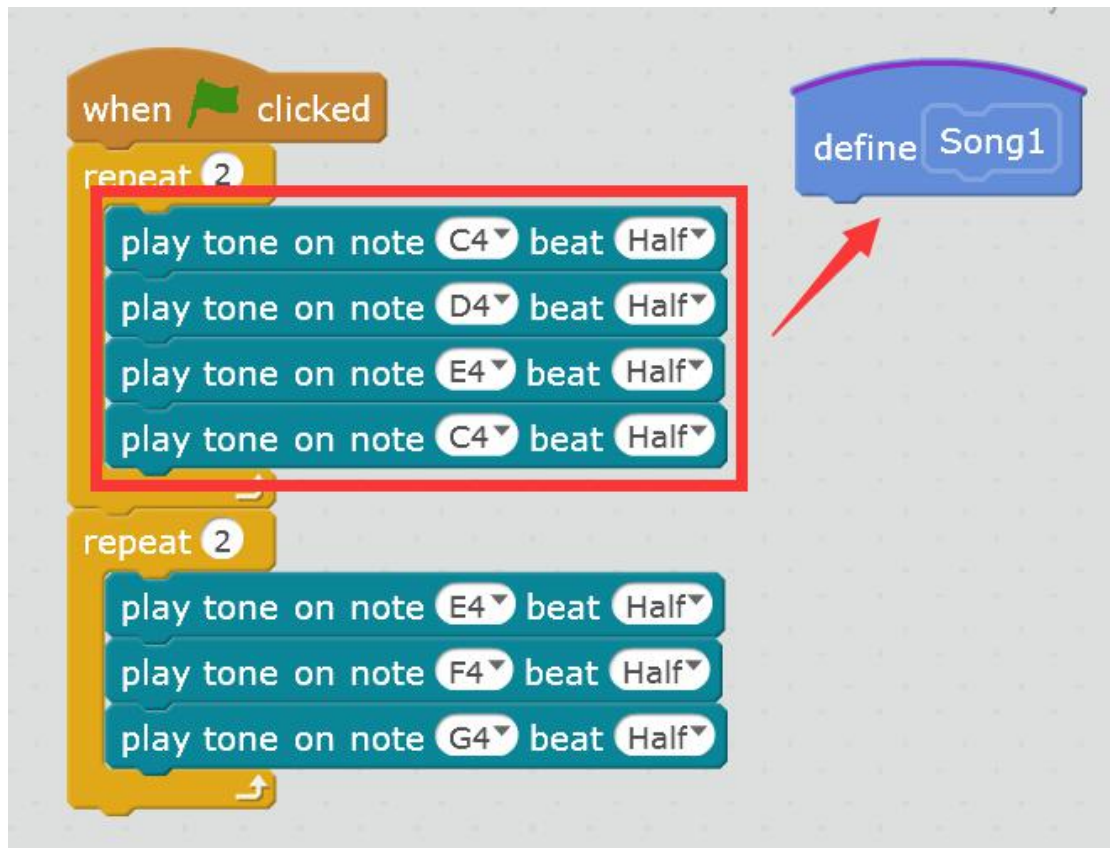 when clicked
repeat 2
play tone on note C4 beat Half
play tone on note D4 beat Half
play tone on note E4 beat Half
play tone on note C4 beat Half
repeat 2
play tone on note E4 beat Half
play tone on note F4 beat Half
play tone on note G4 beat Half
define Song1